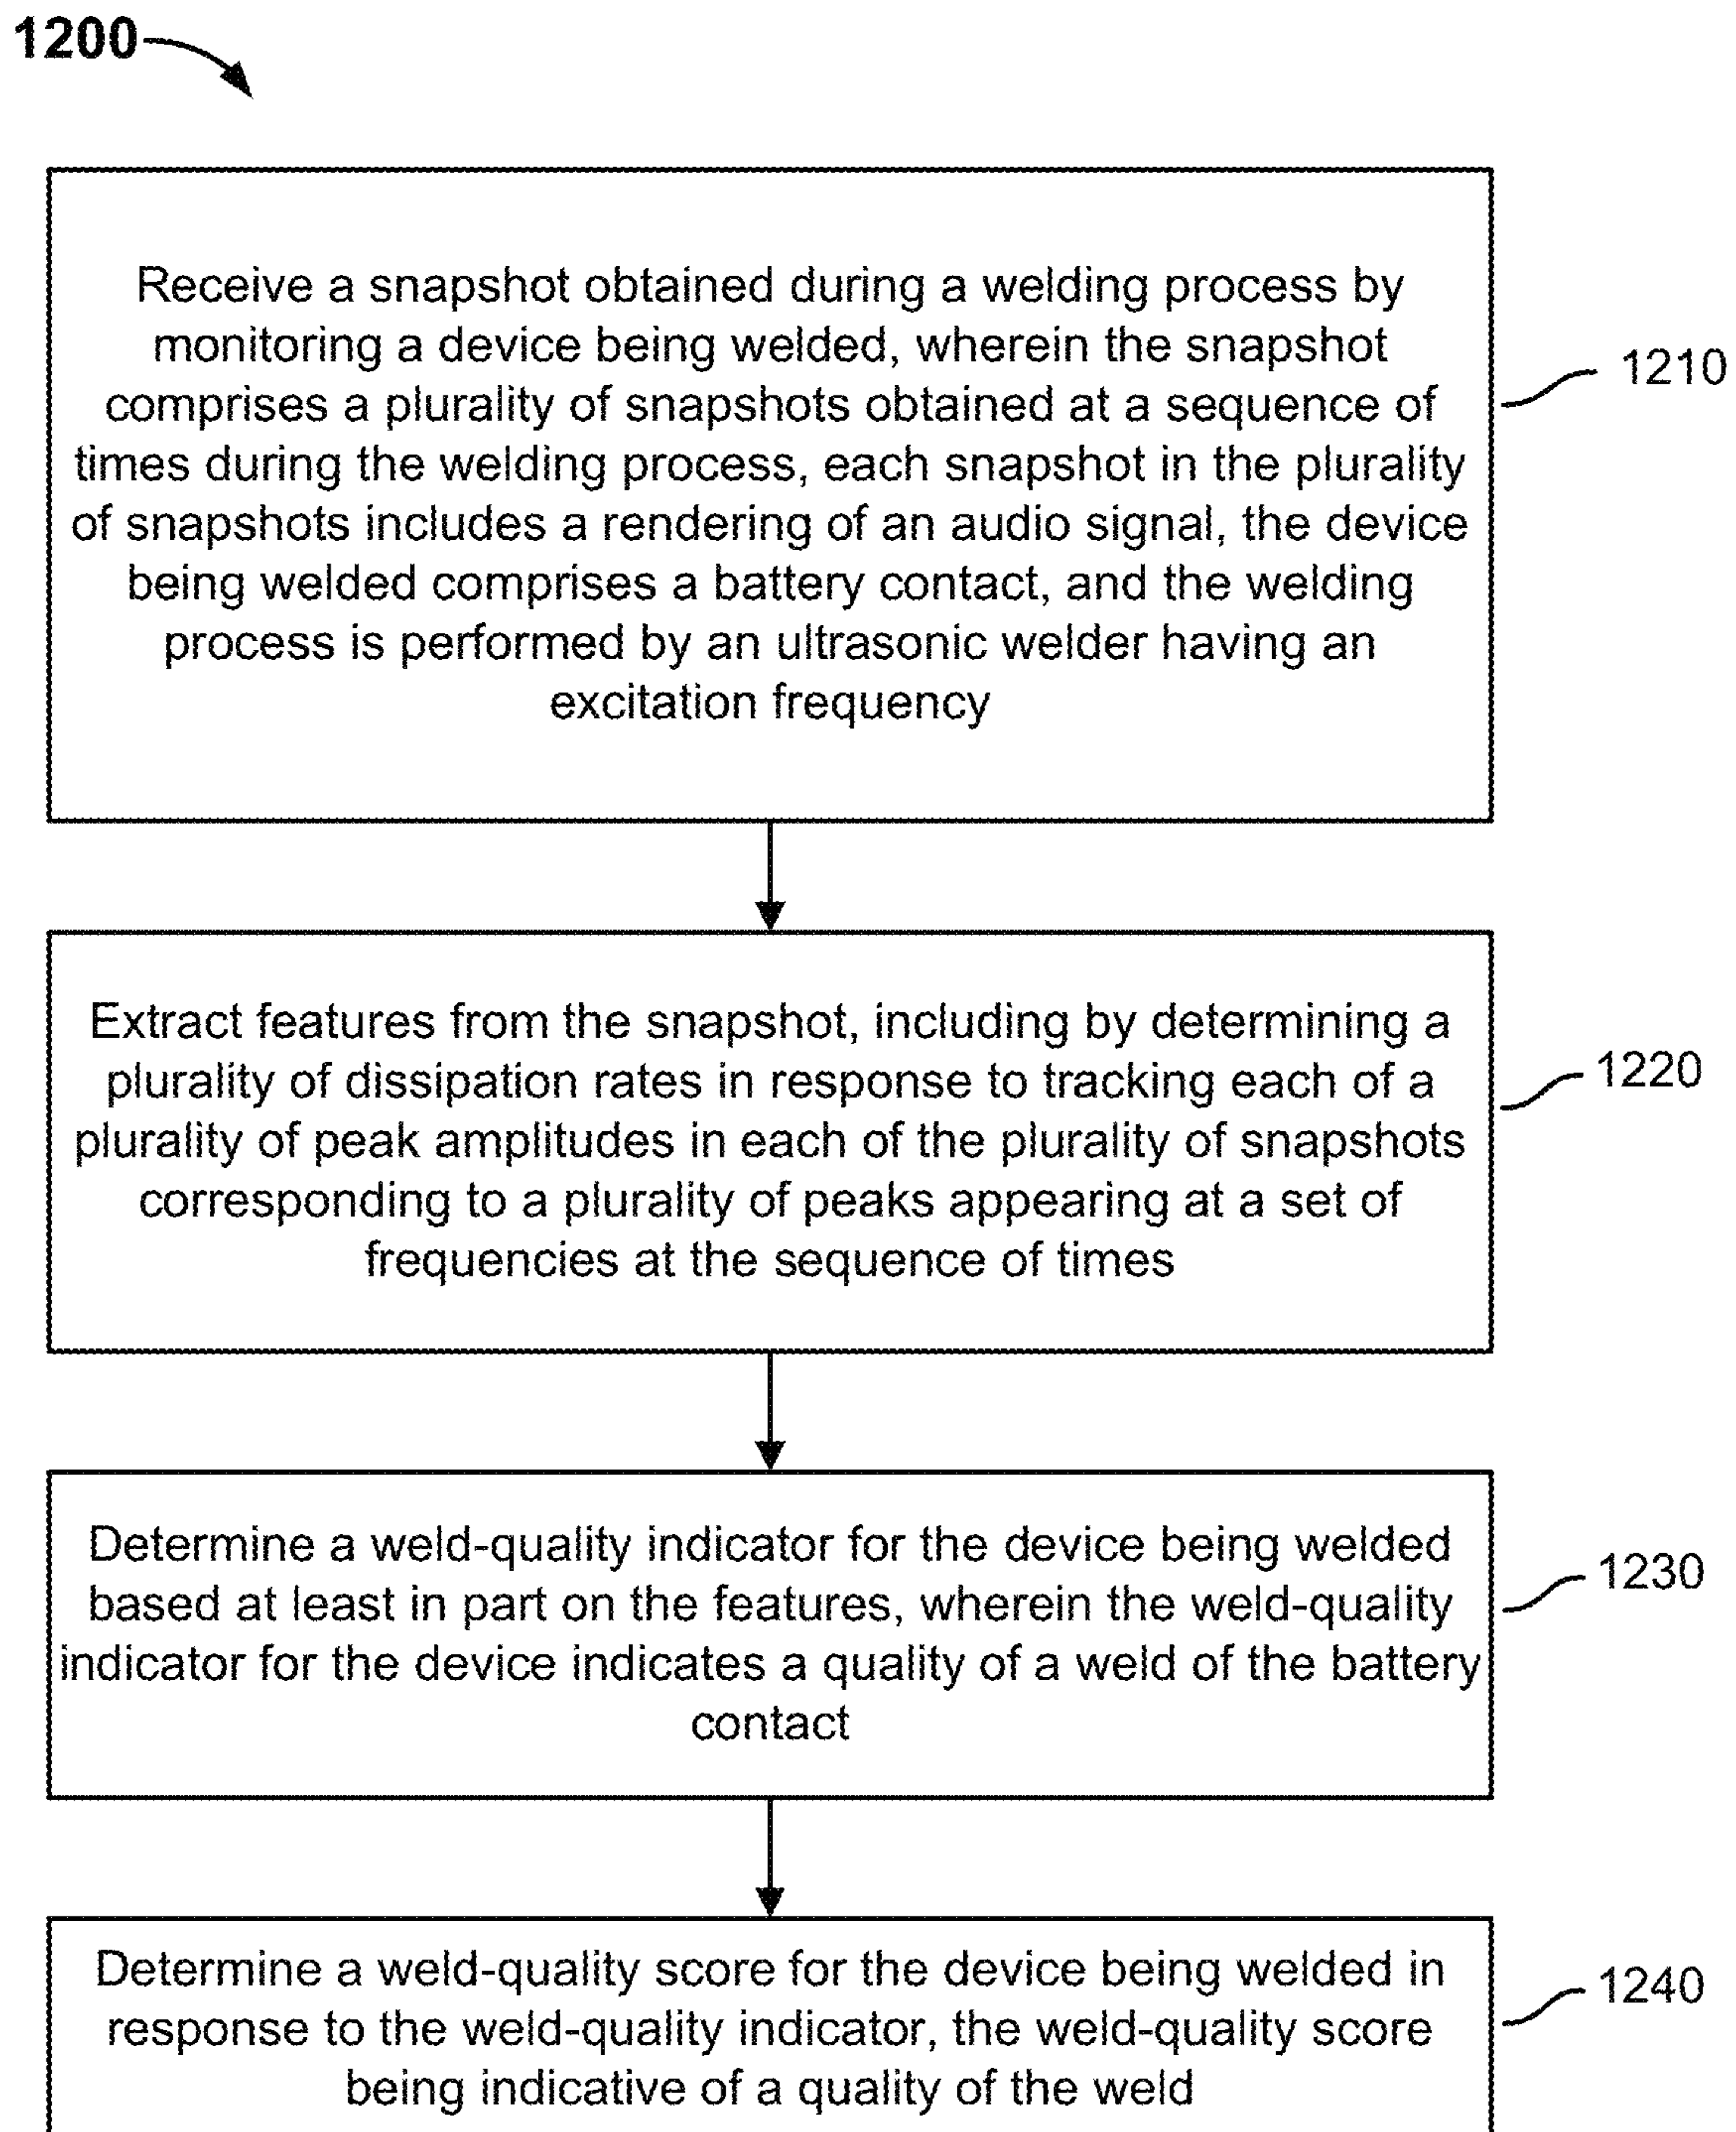 1200
Receive a snapshot obtained during a welding process by
monitoring a device being welded, wherein the snapshot
comprises a plurality of snapshots obtained at a sequence of
times during the welding process, each snapshot in the plurality
of snapshots includes a rendering of an audio signal, the device
being welded comprises a battery contact, and the welding
process is performed by an ultrasonic welder having an
excitation frequency
1210
Extract features from the snapshot, including by determining a
plurality of dissipation rates in response to tracking each of a
plurality of peak amplitudes in each of the plurality of snapshots
corresponding to a plurality of peaks appearing at a set of
frequencies at the sequence of times
1220
Determine a weld-quality indicator for the device being welded
based at least in part on the features, wherein the weld-quality
indicator for the device indicates a quality of a weld of the battery
contact
1230
Determine a weld-quality score for the device being welded in
response to the weld-quality indicator, the weld-quality score
being indicative of a quality of the weld
1240